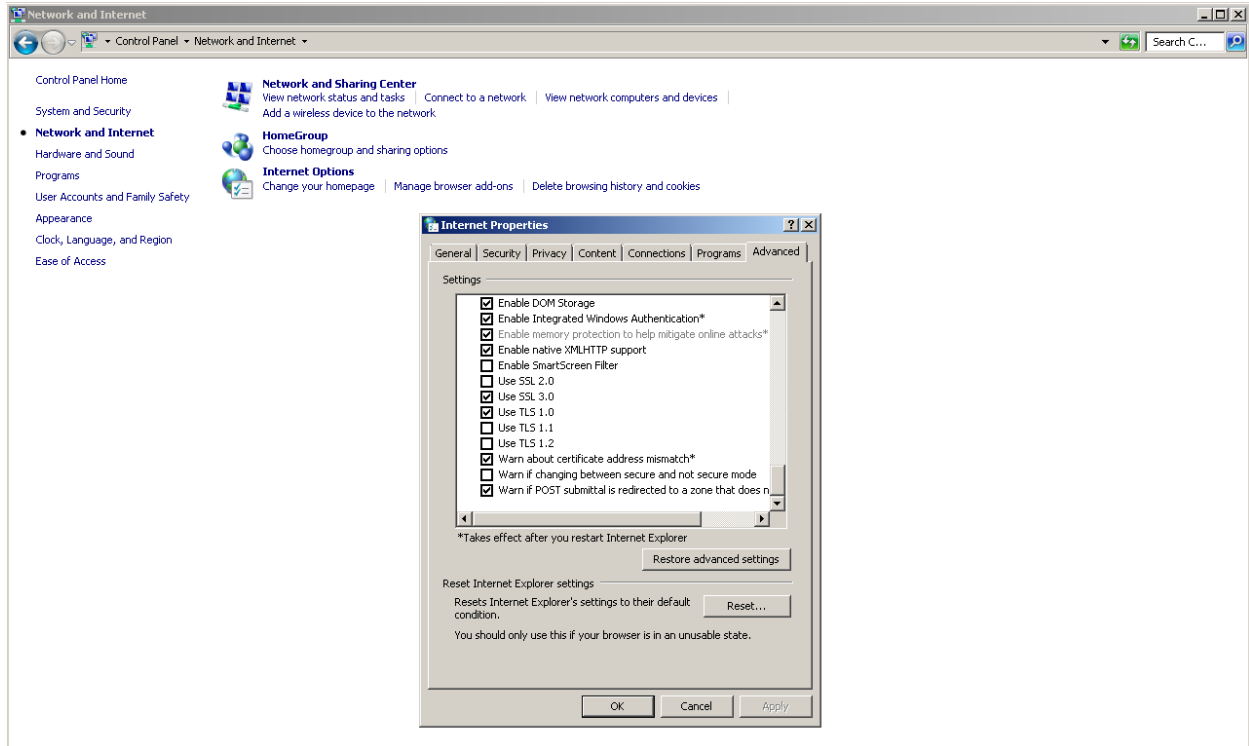 Network and Internet
Control Panel Network and Internet
Search C...
Control Panel Home
System and Security
Network and Internet
Hardware and Sound
Programs
User Accounts and Family Safety
Appearance
Clock, Language, and Region
Ease of Access
Network and Sharing Center
View network status and tasks Connect to a network View network computers and devices
Add a wireless device to the network
HomeGroup
Choose homegroup and sharing options
Internet Options
Change your homepage Manage browser add-ons Delete browsing history and cookies
Internet Properties
General Security Privacy Content Connections Programs Advanced
Settings
Enable DOM Storage
Enable Integrated Windows Authentication*
Enable memory protection to help mitigate online attacks*
Enable native XMLHTTP support
Enable SmartScreen Filter
Use SSL 2.0
Use SSL 3.0
Use TLS 1.0
Use TLS 1.1
Use TLS 1.2
Warn about certificate address mismatch*
Warn if changing between secure and not secure mode
Warn if POST submittal is redirected to a zone that does n
*Takes effect after you restart Internet Explorer
Restore advanced settings
Reset Internet Explorer settings
Resets Internet Explorer's settings to their default
condition.
Reset...
You should only use this if your browser is in an unusable state.
OK Cancel Apply